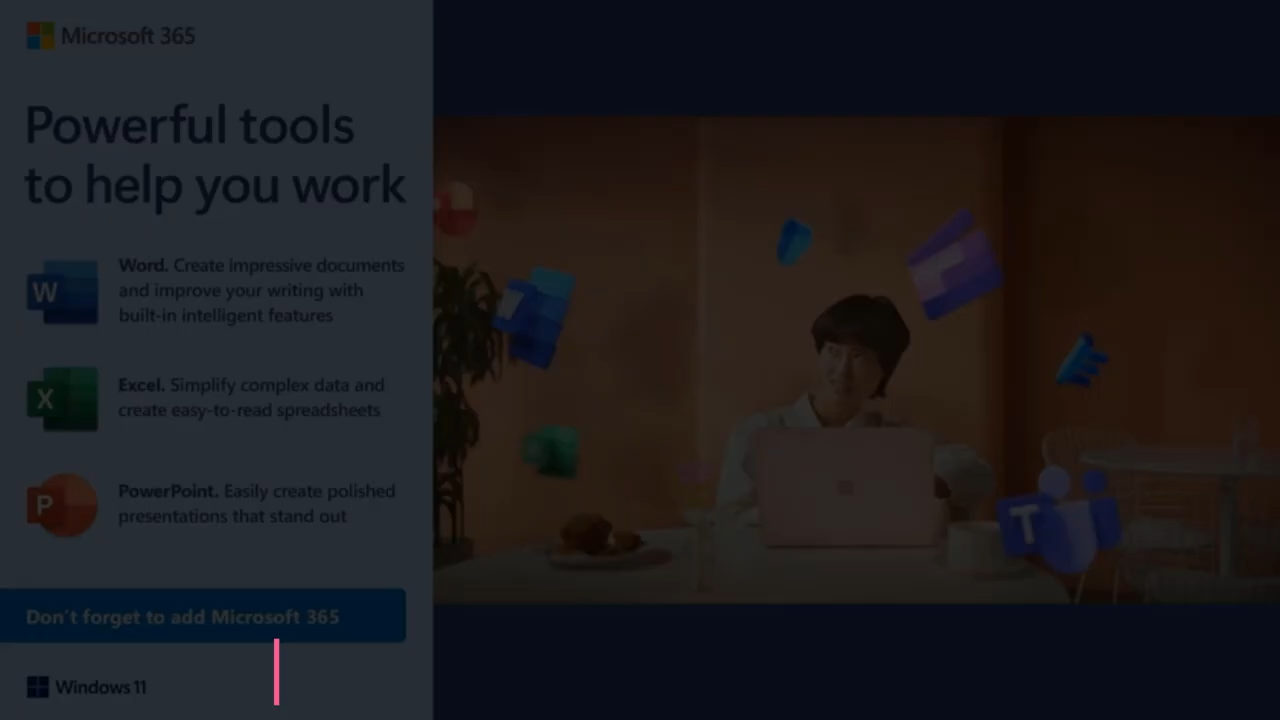 Microsoft 365
Powerful tools
to help you work
Word. Create impressive documents
and improve your writing with
built-in intelligent features
Excel. Simplify complex data and
create easy-to-read spreadsheets
PowerPoint. Easily create polished
presentations that stand out
Don't forget to add Microsoft 365
Windows 11
W
X
P
T